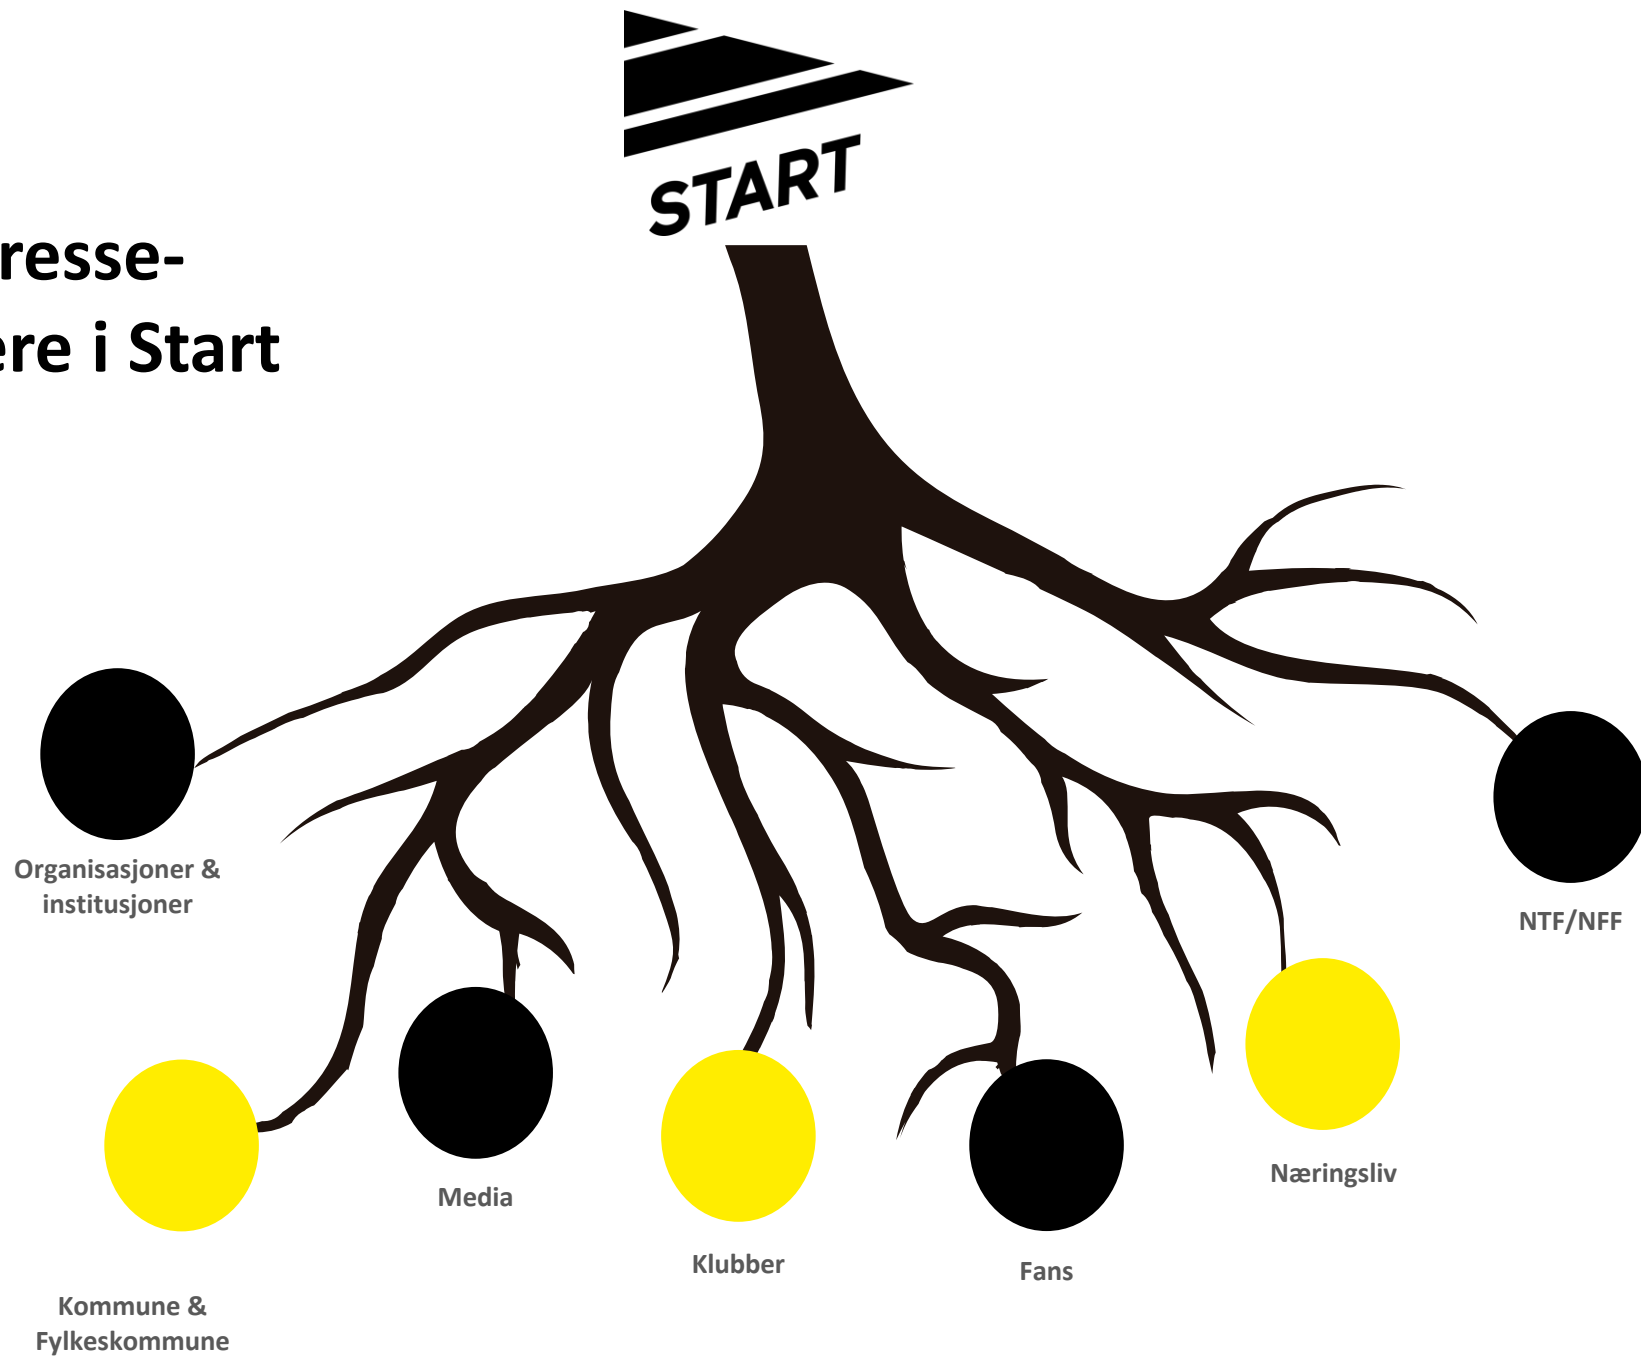 START
resse-
ere i Start
Organisasjoner &
institusjoner
NTF/NFF
Næringsliv
Media
Klubber
Fans
Kommune &
Fylkeskommune